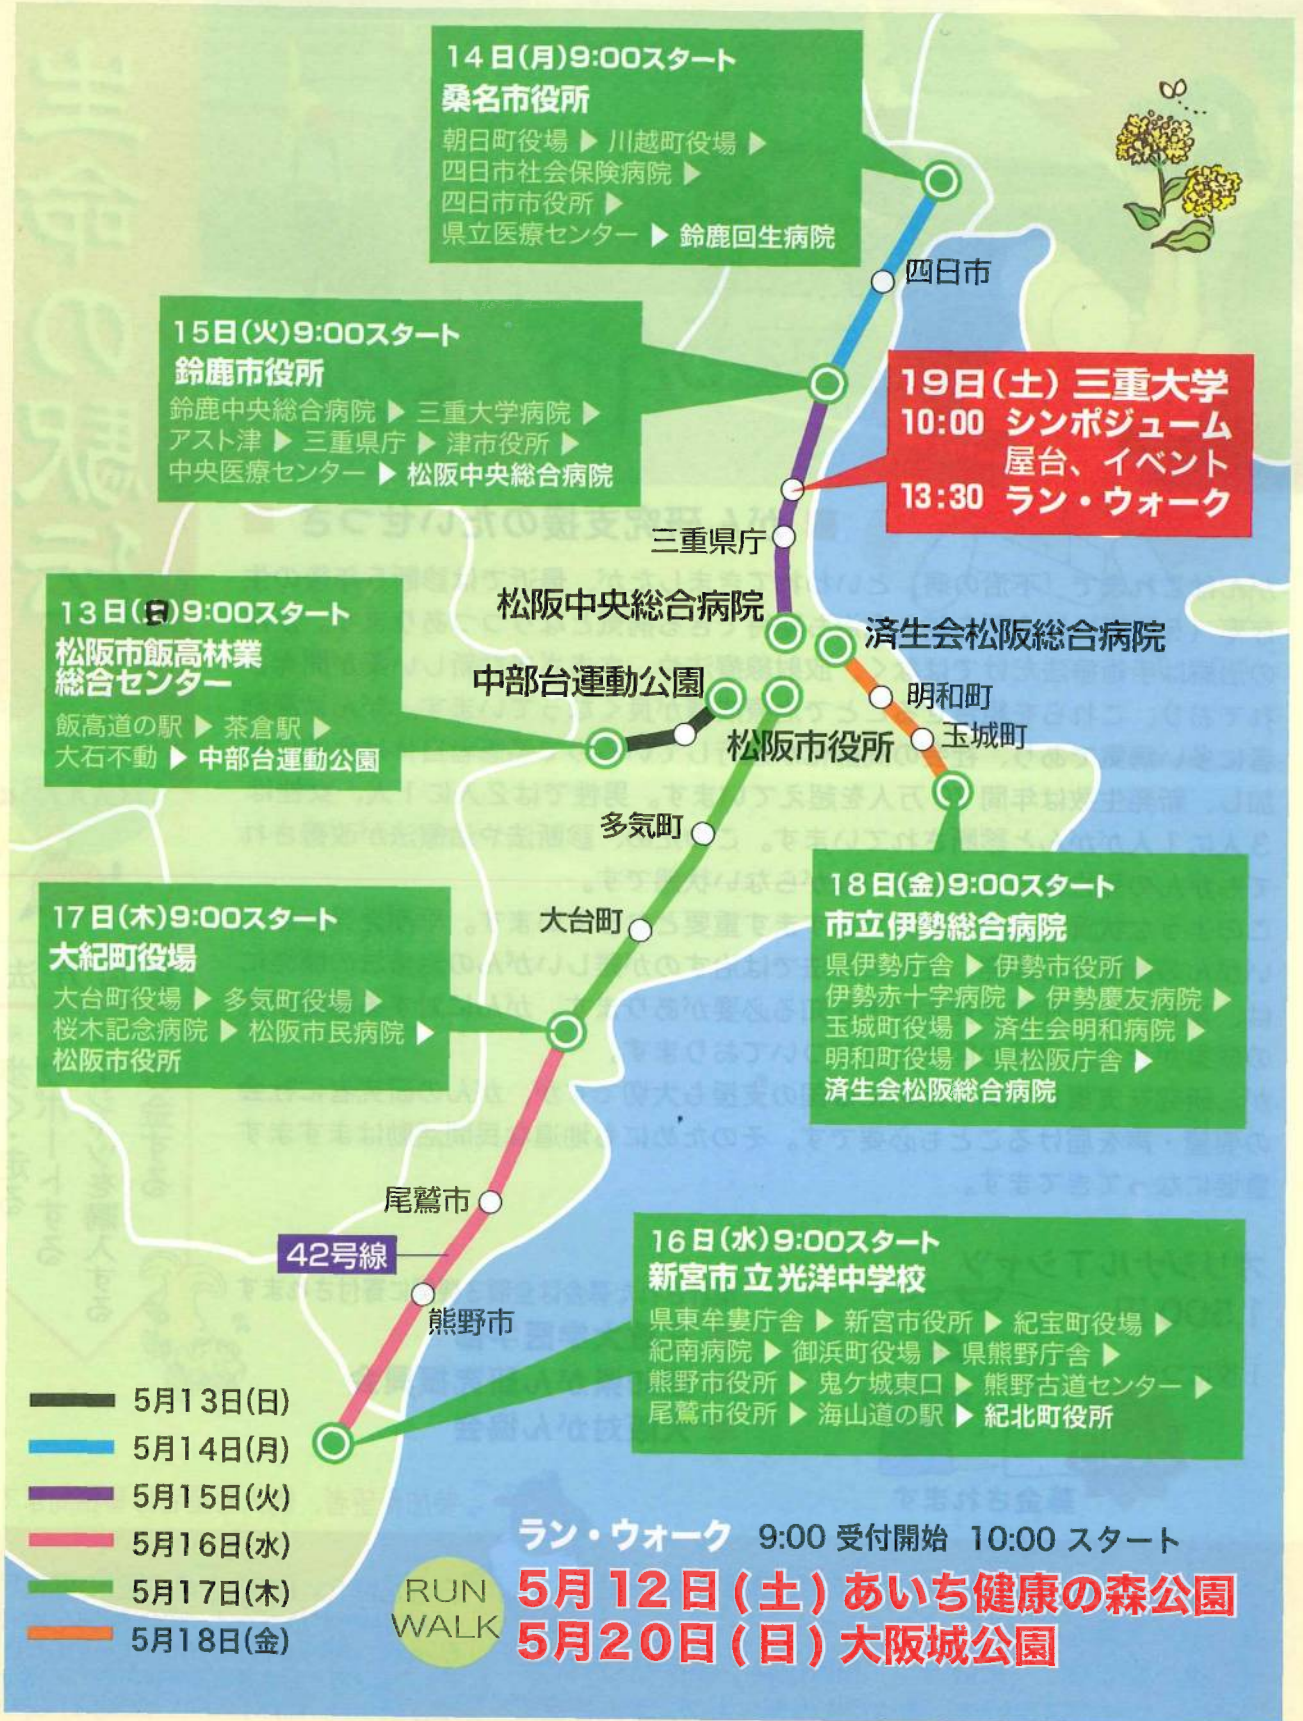 14日(月)9:00スタート
桑名市役所
朝日町役場 ▶ 川越町役場 ▶
四日市社会保険病院 ▶
四日市市役所 ▶
県立医療センター ▶ 鈴鹿回生病院
四日市
15日(火)9:00スタート
鈴鹿市役所
鈴鹿中央総合病院 ▶ 三重大学病院 ▶
アスト津 ▶ 三重県庁 ▶ 津市役所 ▶
中央医療センター ▶ 松阪中央総合病院
19日(土) 三重大学
10:00 シンポジューム
屋台、イベント
13:30 ラン・ウォーク
三重県庁
松阪中央総合病院
済生会松阪総合病院
13日(日)9:00スタート
松阪市飯高林業
総合センター
飯高道の駅 ▶ 茶倉駅 ▶
大石不動 ▶ 中部台運動公園
中部台運動公園
明和町
玉城町
松阪市役所
多気町
大台町
17日(木)9:00スタート
大紀町役場
大台町役場 ▶ 多気町役場 ▶
桜木記念病院 ▶ 松阪市民病院 ▶
松阪市役所
18日(金)9:00スタート
市立伊勢総合病院
県伊勢庁舎 ▶ 伊勢市役所 ▶
伊勢赤十字病院 ▶ 伊勢慶友病院 ▶
玉城町役場 ▶ 済生会明和病院 ▶
明和町役場 ▶ 県松阪庁舎 ▶
済生会松阪総合病院
尾鷲市
42号線
熊野市
16日(水)9:00スタート
新宮市立光洋中学校
県東牟婁庁舎 ▶ 新宮市役所 ▶ 紀宝町役場 ▶
紀南病院 ▶ 御浜町役場 ▶ 県熊野庁舎 ▶
熊野市役所 ▶ 鬼ケ城東口 ▶ 熊野古道センター ▶
尾鷲市役所 ▶ 海山道の駅 ▶ 紀北町役所
5月13日(日)
5月14日(月)
5月15日(火)
5月16日(水)
5月17日(木)
5月18日(金)
ラン・ウォーク 9:00 受付開始 10:00 スタート
RUN
WALK
5月12日(土)あいち健康の森公園
5月20日(日)大阪城公園